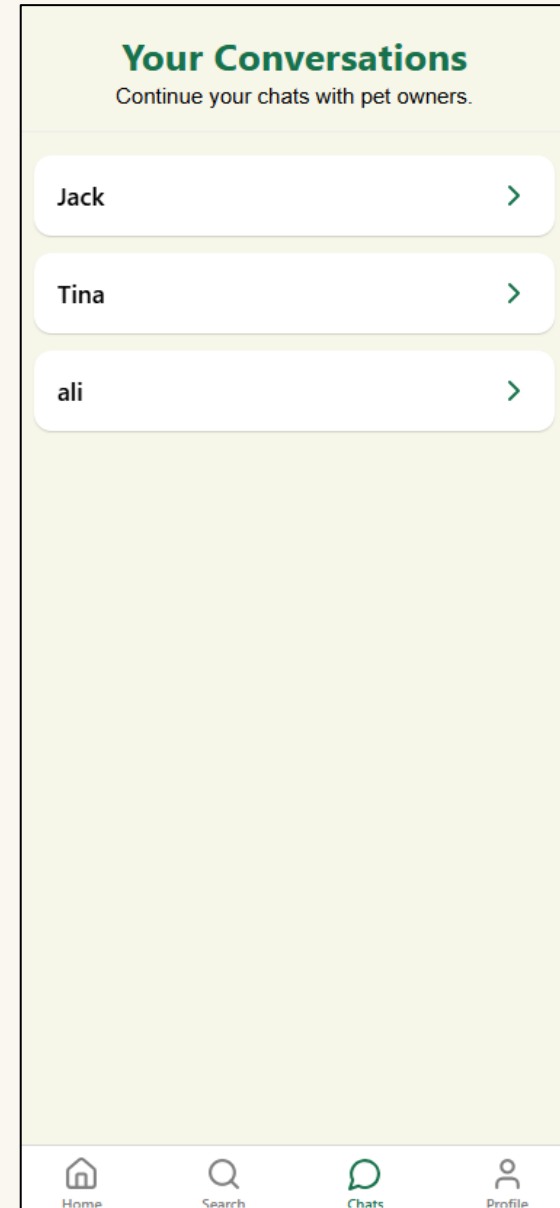 Your Conversations
Continue your chats with pet owners.
Jack
Tina
ali
Home Search Chats Profile